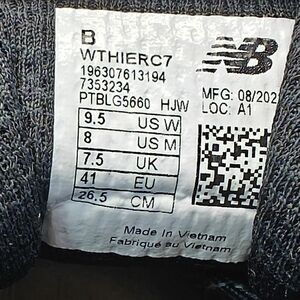 B
NB
WTHIERC7
196307613194
7353234
PTBLG5660 HJW
MFG: 08/202
LOC: A1
9.5 US W
8 US M
7.5 UK
41 EU
26.5 CM
Made in Vietnam
Fabriqué au Vietnam